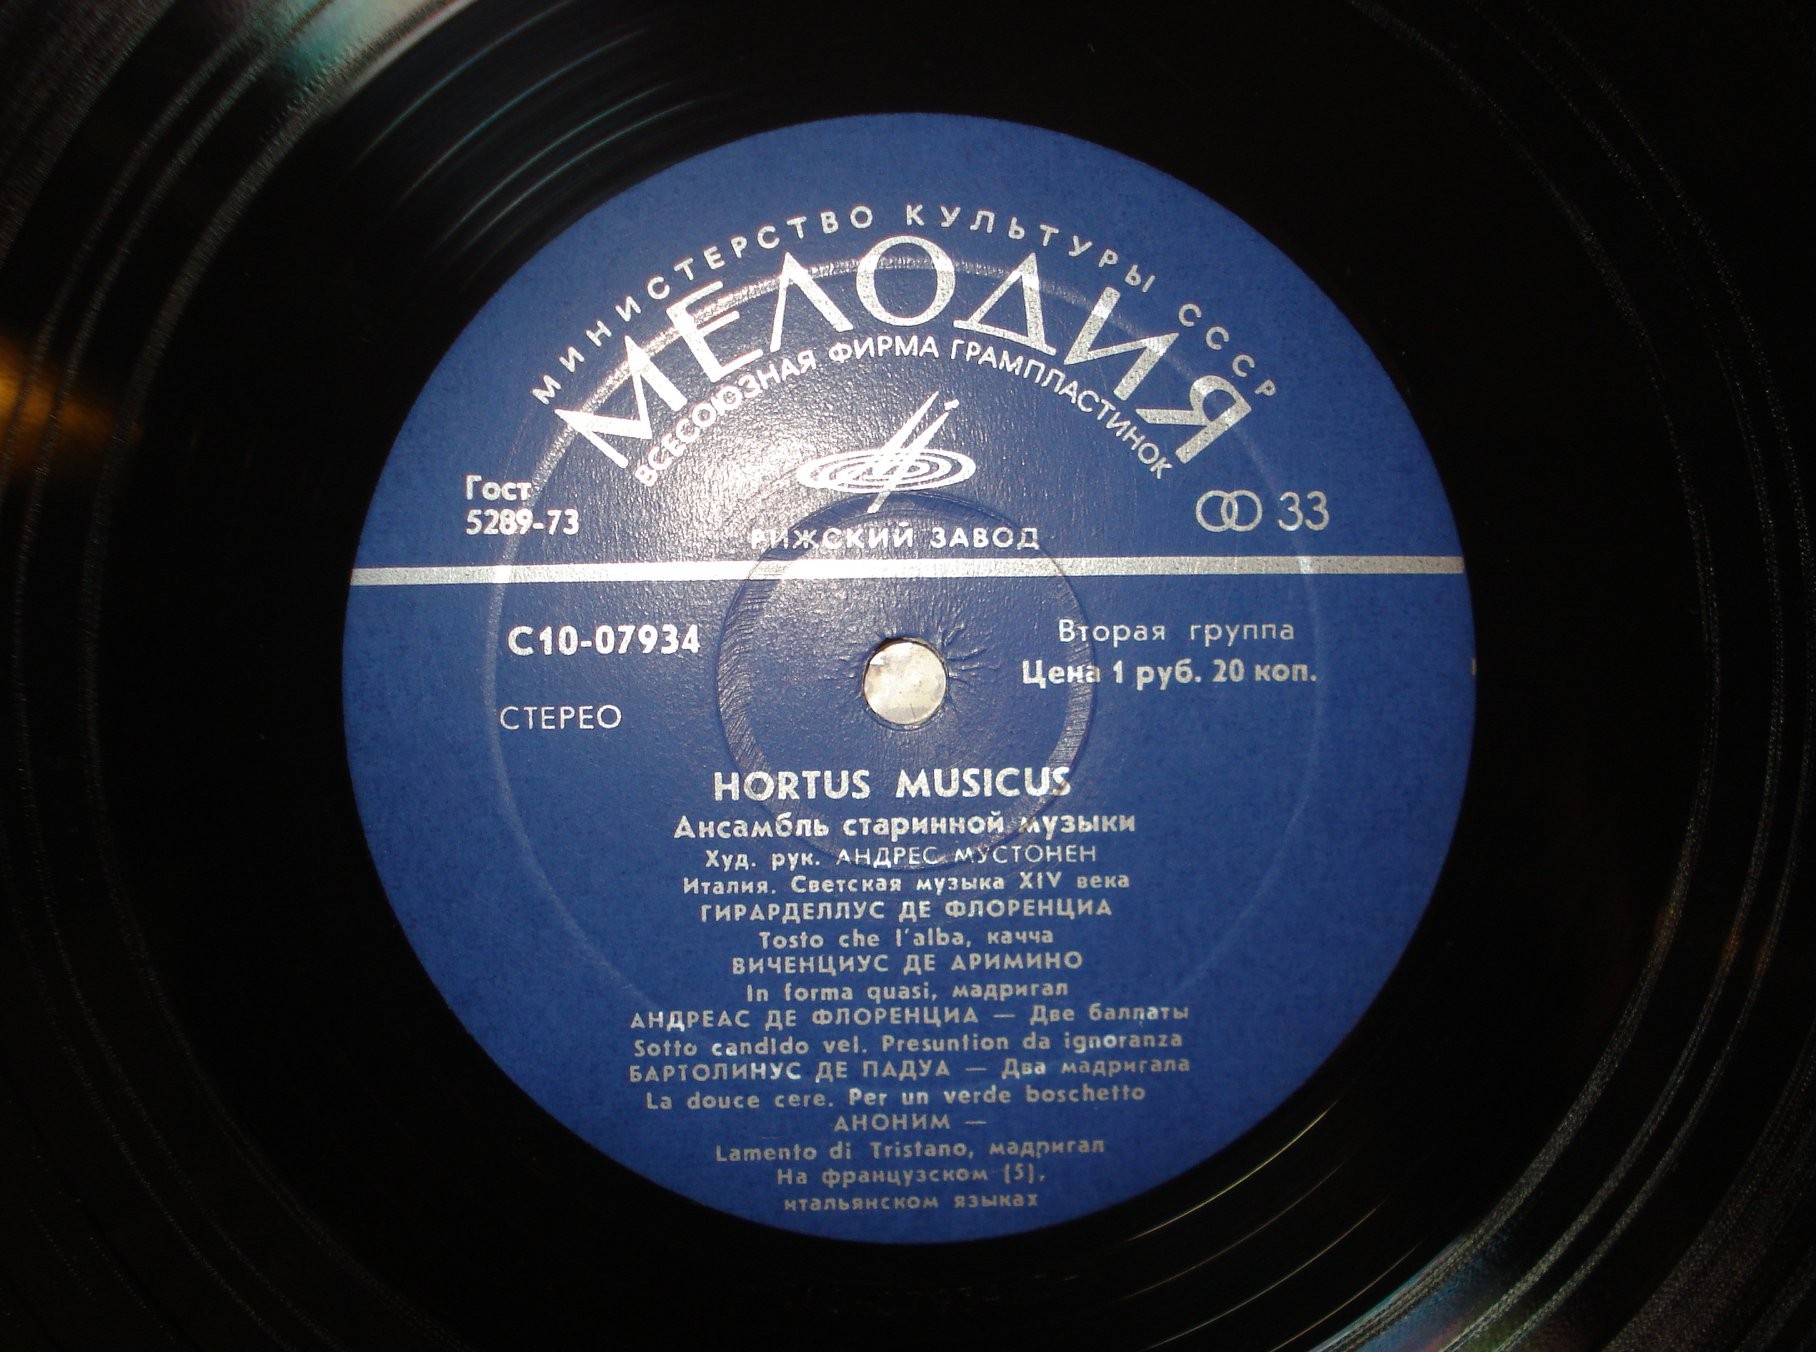 МИНИСТЕРСТВО КУЛЬТУРЫ СССР
МЕЛОДИЯ
ВСЕСОЮЗНАЯ ФИРМА ГРАМПЛАСТИНОК
Гост
5289-73
33
РИЖСКИЙ ЗАВОД
С10-07934
Вторая группа
Цена 1 руб. 20 коп.
СТЕРЕО
HORTUS MUSICUS
Ансамбль старинной музыки
Худ. рук. АНДРЕС МУСТОНЕН
Италия. Светская музыка XIV века
ГИРАРДЕЛЛУС ДЕ ФЛОРЕНЦИА
Tosto che l'alba, качча
ВИЧЕНЦИУС ДЕ АРИМИНО
In forma quasi, мадригал
АНДРЕАС ДЕ ФЛОРЕНЦИА — Две баллаты
Sotto candido vel. Presuntion da ignoranza
БАРТОЛИНУС ДЕ ПАДУА — Два мадригала
La douce cere. Per un verde boschetto
АНОНИМ —
Lamento di Tristano, мадригал
На французском (5),
итальянском языках